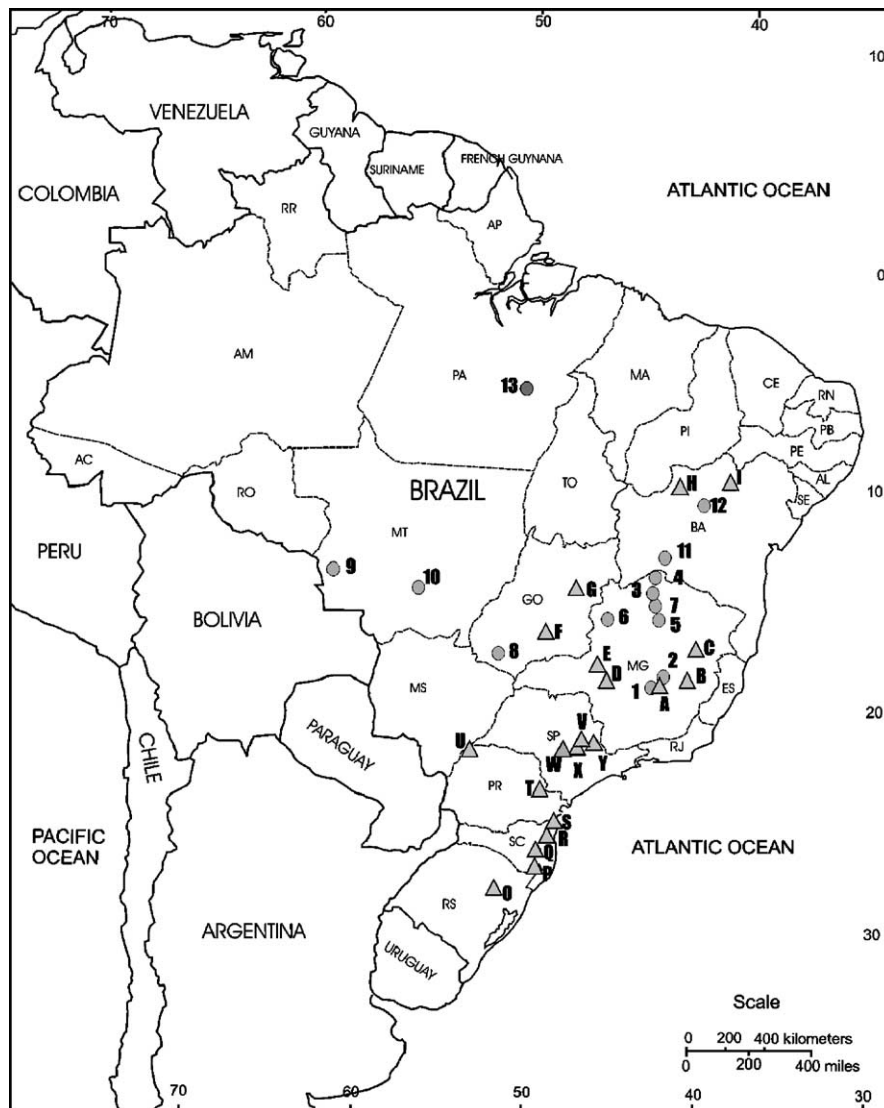 70 60 50 40
10
VENEZUELA
GUYANA
FRENCH GUYNANA
SURINAME
COLOMBIA
ATLANTIC OCEAN
RR
AP
0
AM
PA
MA
CE
RN
13
PB
PI
PE
AC
TO
AL
H
I
SE
RO
BRAZIL
10
12
BA
PERU
MT
11
9
10
4
3
G
BOLIVIA
GO
7
6
5
F
C
8
E
MG
2
D
B
ES
MS
1
A
20
V
SP
RJ
U
PARAGUAY
W
X
Y
CHILE
PR
T
S
PACIFIC
OCEAN
SC
R
ATLANTIC OCEAN
Q
P
O
RS
ARGENTINA
30
URUGUAY
Scale
0 200 400 kilometers
0 200 400 miles
70 60 50 40 30